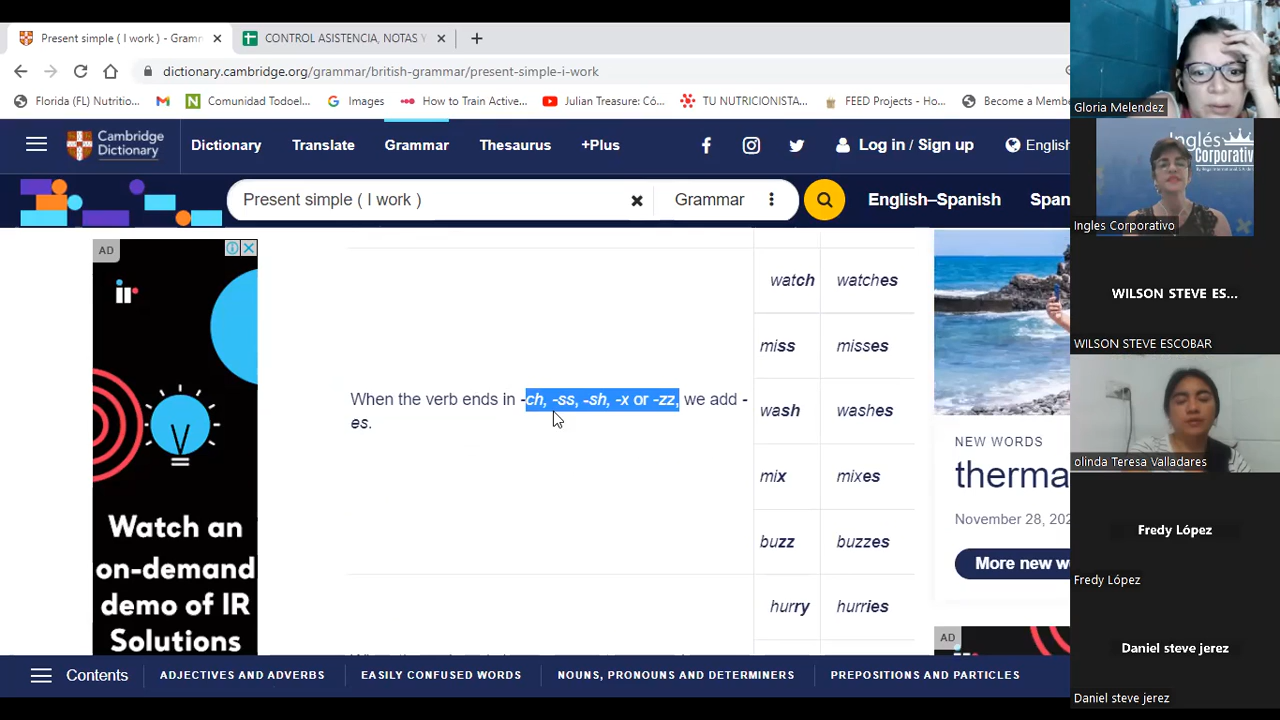 Present simple ( I work ) - Gramm
CONTROL ASISTENCIA, NOTAS Y
dictionary.cambridge.org/grammar/british-grammar/present-simple-i-work
Florida (FL) Nutritio...
Comunidad Todoel...
Images
How to Train Active...
Julian Treasure: Có...
TU NUTRICIONISTA...
FEED Projects - Ho...
Become a Membe
Cambridge
Dictionary
Dictionary
Translate
Grammar
Thesaurus
+Plus
Log in / Sign up
English
Present simple ( I work )
Grammar
English–Spanish
Span
AD
ir
Watch an
on-demand
demo of IR
Solutions
When the verb ends in -ch, -ss, -sh, -x or -zz, we add -
es.
watch watches
miss misses
wash washes
mix mixes
buzz buzzes
hurry hurries
NEW WORDS
therma
November 28, 202
More new wo
AD
Contents
ADJECTIVES AND ADVERBS
EASILY CONFUSED WORDS
NOUNS, PRONOUNS AND DETERMINERS
PREPOSITIONS AND PARTICLES
Gloria Melendez
Inglés
Corporativ
Ingles Corporativo
WILSON STEVE ES...
WILSON STEVE ESCOBAR
olinda Teresa Valladares
Fredy López
Fredy López
Daniel steve jerez
Daniel steve jerez